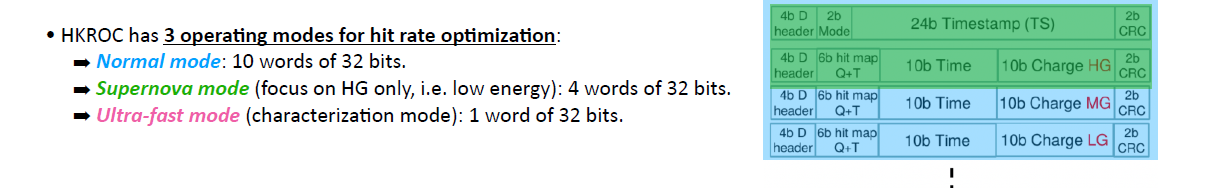 • HKROC has 3 operating modes for hit rate optimization:
➡ Normal mode: 10 words of 32 bits.
➡ Supernova mode (focus on HG only, i.e. low energy): 4 words of 32 bits.
➡ Ultra-fast mode (characterization mode): 1 word of 32 bits.
4b D header 2b Mode 24b Timestamp (TS) 2b CRC
4b D header 6b hit map Q+T 10b Time 10b Charge HG 2b CRC
4b D header 6b hit map Q+T 10b Time 10b Charge MG 2b CRC
4b D header 6b hit map Q+T 10b Time 10b Charge LG 2b CRC